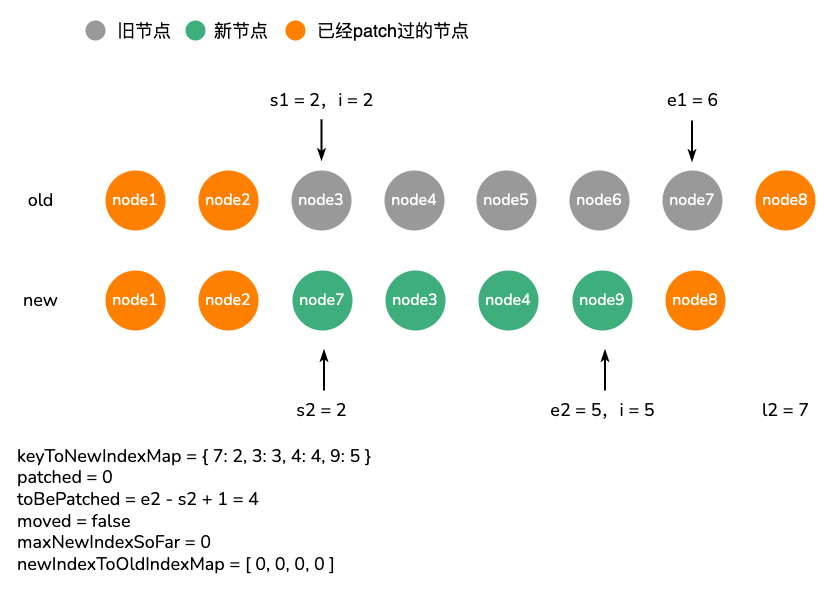 旧节点 新节点 已经patch过的节点
s1 = 2，i = 2 e1 = 6
old node1 node2 node3 node4 node5 node6 node7 node8
new node1 node2 node7 node3 node4 node9 node8
s2 = 2 e2 = 5，i = 5 l2 = 7
keyToNewIndexMap = { 7: 2, 3: 3, 4: 4, 9: 5 }
patched = 0
toBePatched = e2 - s2 + 1 = 4
moved = false
maxNewIndexSoFar = 0
newIndexToOldIndexMap = [ 0, 0, 0, 0 ]